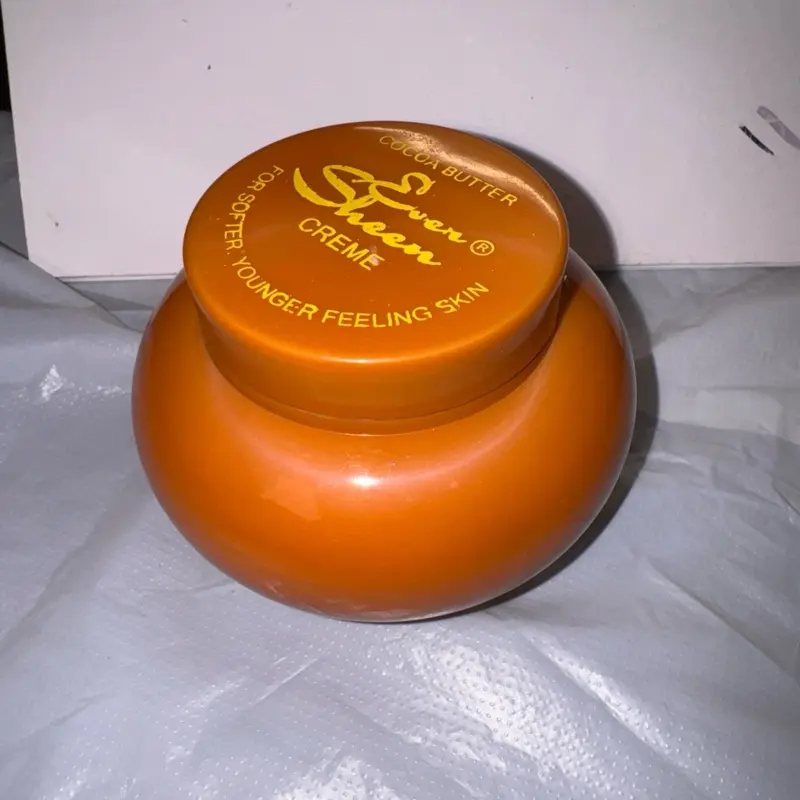 COCOA BUTTER
Ever
Sheen ®
CREME
FOR SOFTER, YOUNGER FEELING SKIN